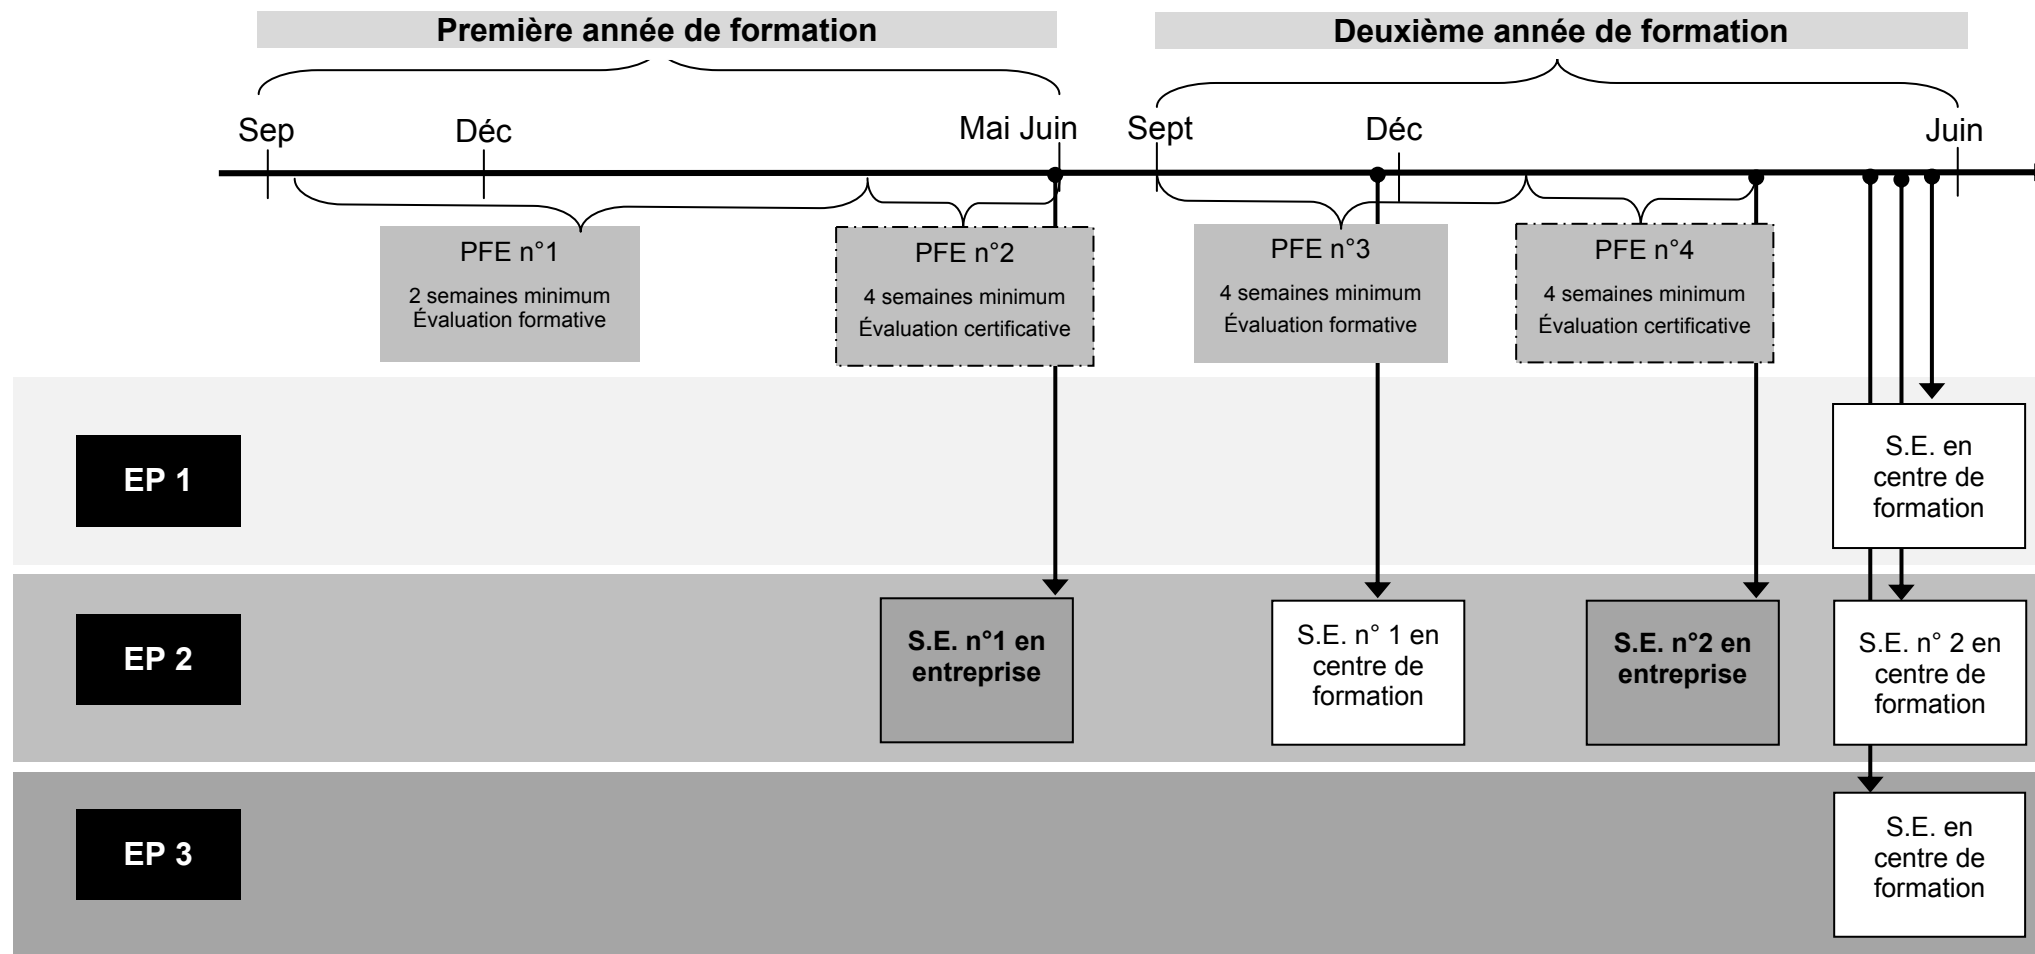 Première année de formation
Deuxième année de formation
Sep
Déc
Mai Juin
Sept
Déc
Juin
PFE n°1
2 semaines minimum
Évaluation formative
PFE n°2
4 semaines minimum
Évaluation certificative
PFE n°3
4 semaines minimum
Évaluation formative
PFE n°4
4 semaines minimum
Évaluation certificative
EP 1
S.E. en
centre de
formation
EP 2
S.E. n°1 en
entreprise
S.E. n° 1 en
centre de
formation
S.E. n°2 en
entreprise
S.E. n° 2 en
centre de
formation
EP 3
S.E. en
centre de
formation